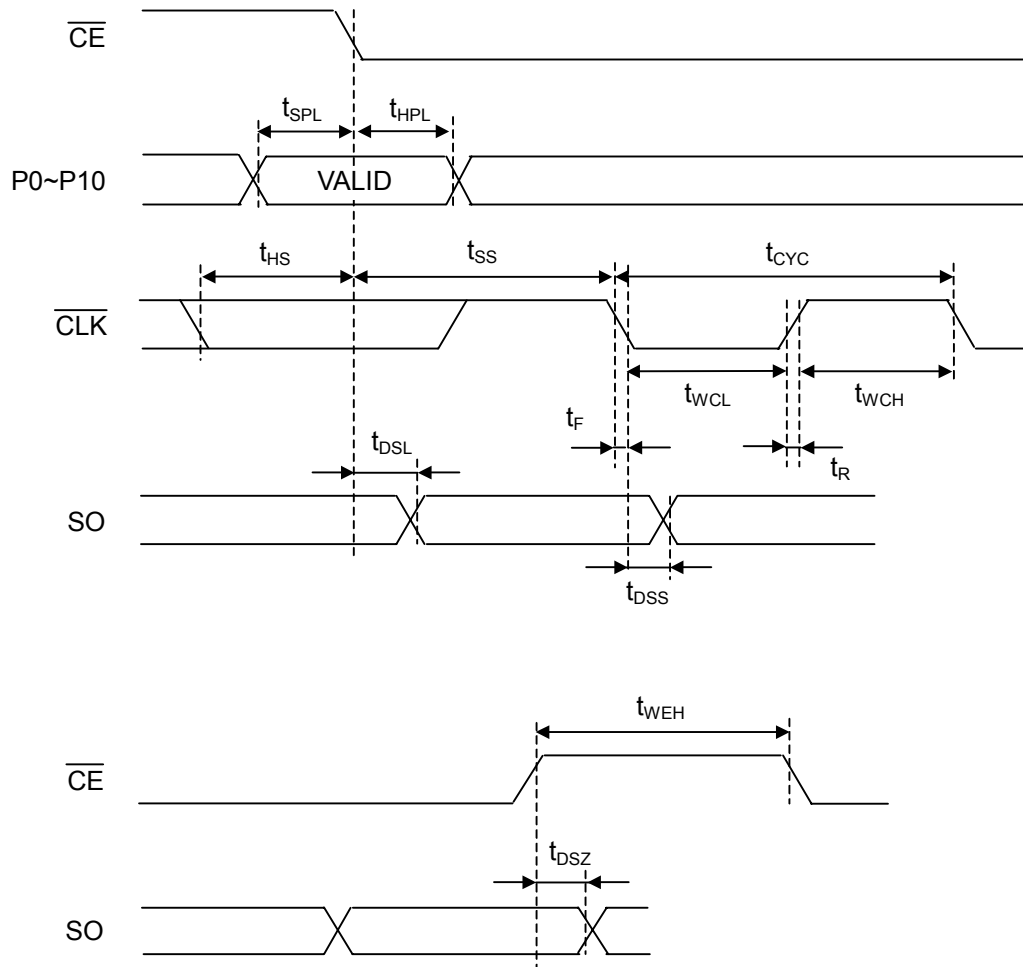 CE
tSPL tHPL
P0~P10 VALID
tHS tSS tCYC
CLK
tWCL tWCH
tF
tDSL tR
SO
tDSS
tWEH
CE
tDSZ
SO